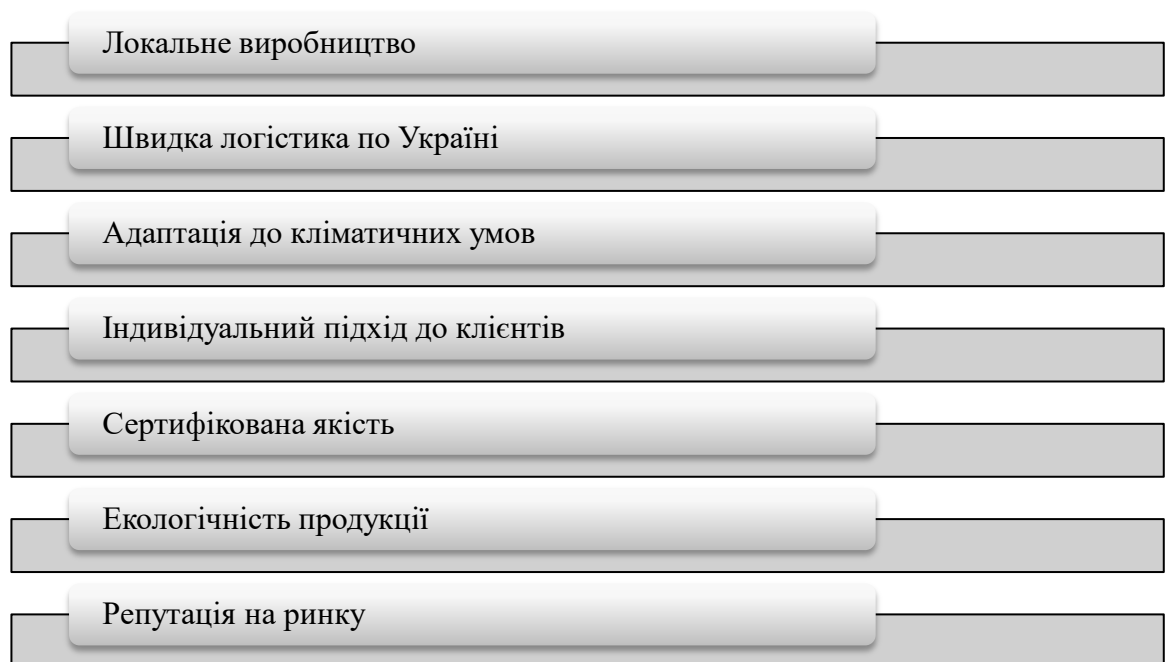 Локальне виробництво
Швидка логістика по Україні
Адаптація до кліматичних умов
Індивідуальний підхід до клієнтів
Сертифікована якість
Екологічність продукції
Репутація на ринку